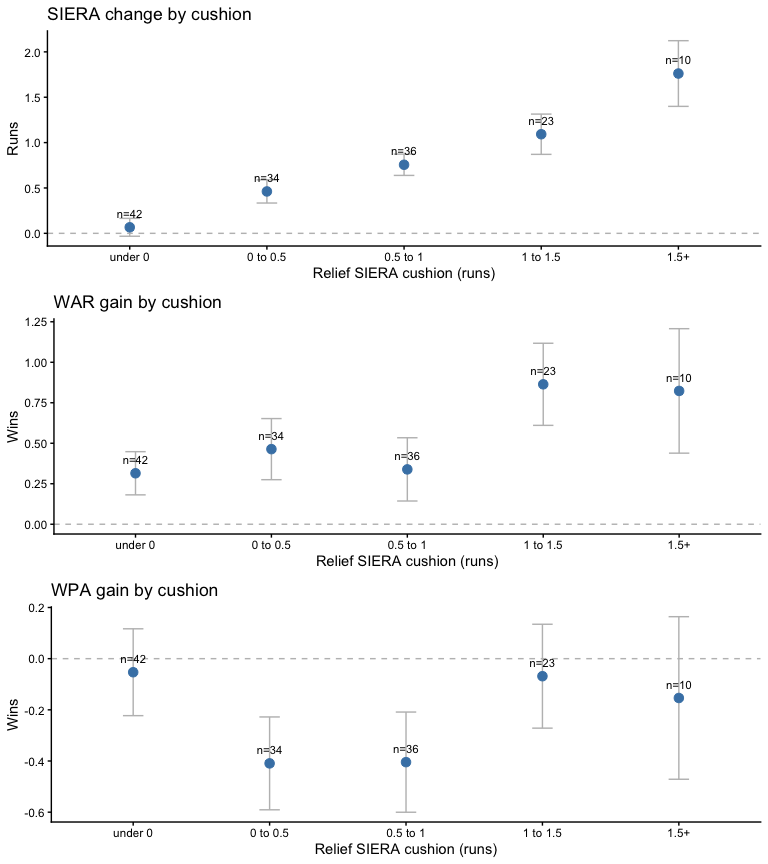 SIERA change by cushion
2.0
1.5
1.0
0.5
0.0
Runs
n=42
n=34
n=36
n=23
n=10
under 0
0 to 0.5
0.5 to 1
1 to 1.5
1.5+
Relief SIERA cushion (runs)
WAR gain by cushion
1.25
1.00
0.75
0.50
0.25
0.00
Wins
n=42
n=34
n=36
n=23
n=10
under 0
0 to 0.5
0.5 to 1
1 to 1.5
1.5+
Relief SIERA cushion (runs)
WPA gain by cushion
0.2
0.0
-0.2
-0.4
-0.6
Wins
n=42
n=34
n=36
n=23
n=10
under 0
0 to 0.5
0.5 to 1
1 to 1.5
1.5+
Relief SIERA cushion (runs)